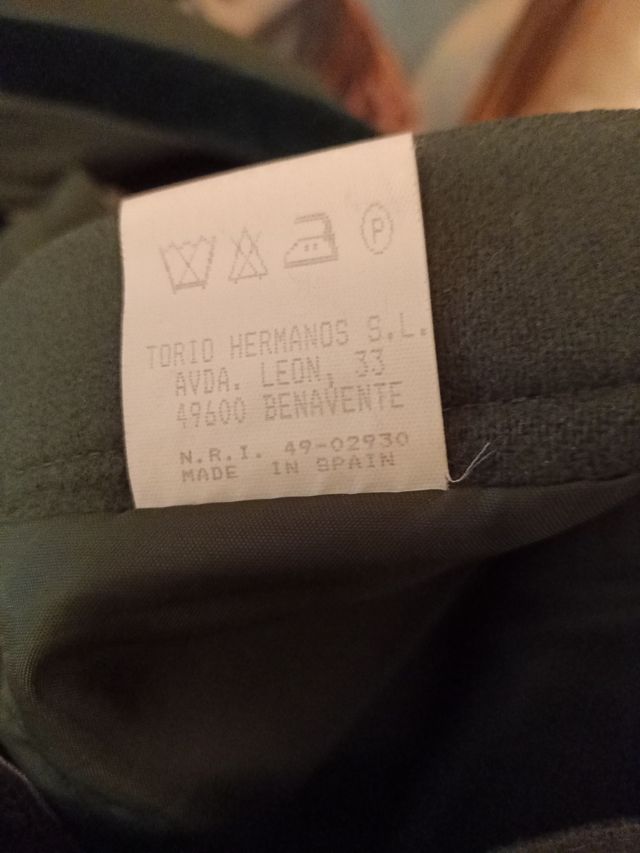 P
TORIO HERMANOS S.L.
AVDA. LEON, 33
49600 BENAVENTE
N.R.I. 49-02930
MADE IN SPAIN